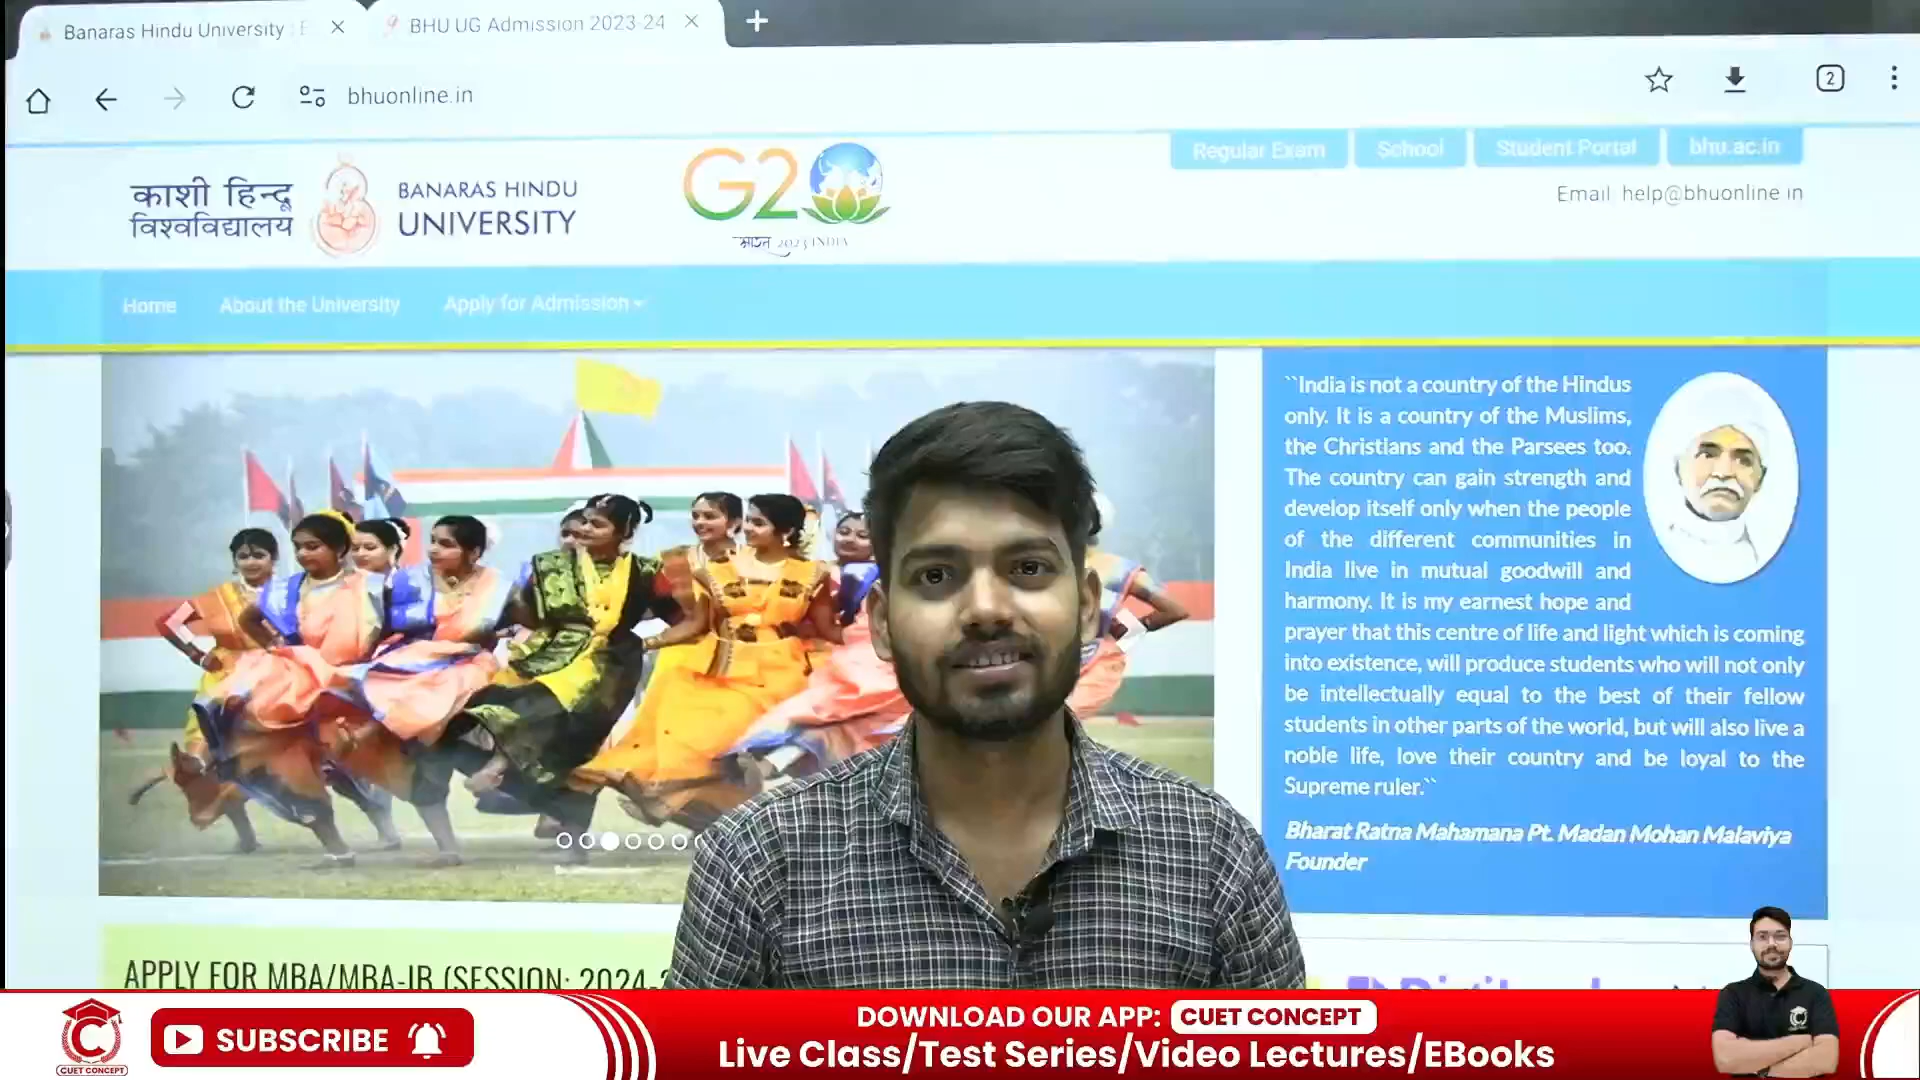 Banaras Hindu University : E
BHU UG Admission 2023-24
bhuonline.in
2
Regular Exam
School
Student Portal
bhu.ac.in
Email help@bhuonline in
काशी हिन्दू
विश्वविद्यालय
BANARAS HINDU
UNIVERSITY
G20
भारत 2023 INDIA
Home
About the University
Apply for Admission
``India is not a country of the Hindus
only. It is a country of the Muslims,
the Christians and the Parsees too.
The country can gain strength and
develop itself only when the people
of the different communities in
India live in mutual goodwill and
harmony. It is my earnest hope and
prayer that this centre of life and light which is coming
into existence, will produce students who will not only
be intellectually equal to the best of their fellow
students in other parts of the world, but will also live a
noble life, love their country and be loyal to the
Supreme ruler.``
Bharat Ratna Mahamana Pt. Madan Mohan Malaviya
Founder
APPLY FOR MBA/MBA-IB (SESSION: 2024-
C
CUET CONCEPT
SUBSCRIBE
DOWNLOAD OUR APP: CUET CONCEPT
Live Class/Test Series/Video Lectures/EBooks